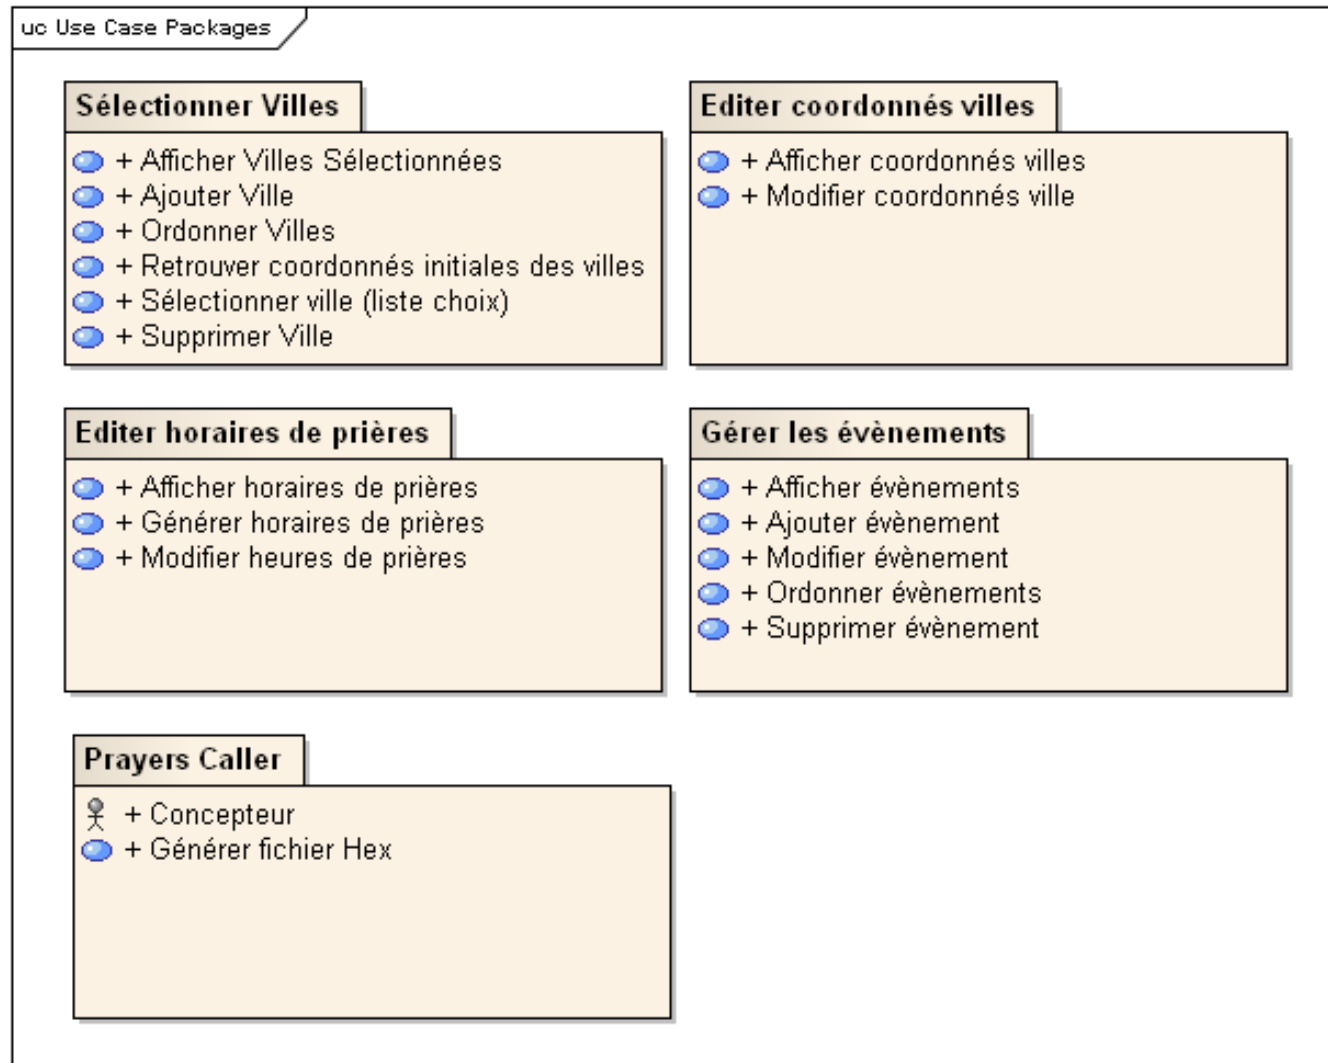 uc Use Case Packages
Sélectionner Villes
+ Afficher Villes Sélectionnées
+ Ajouter Ville
+ Ordonner Villes
+ Retrouver coordonnés initiales des villes
+ Sélectionner ville (liste choix)
+ Supprimer Ville
Editer coordonnés villes
+ Afficher coordonnés villes
+ Modifier coordonnés ville
Editer horaires de prières
+ Afficher horaires de prières
+ Générer horaires de prières
+ Modifier heures de prières
Gérer les évènements
+ Afficher évènements
+ Ajouter évènement
+ Modifier évènement
+ Ordonner évènements
+ Supprimer évènement
Prayers Caller
+ Concepteur
+ Générer fichier Hex